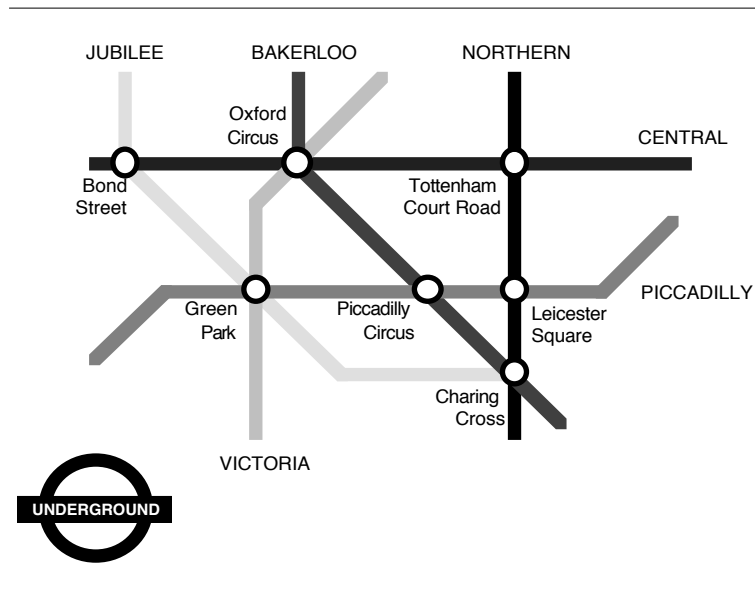 JUBILEE
BAKERLOO
NORTHERN
Oxford
Circus
CENTRAL
Bond
Street
Tottenham
Court Road
Green
Park
Piccadilly
Circus
Leicester
Square
PICCADILLY
Charing
Cross
VICTORIA
UNDERGROUND